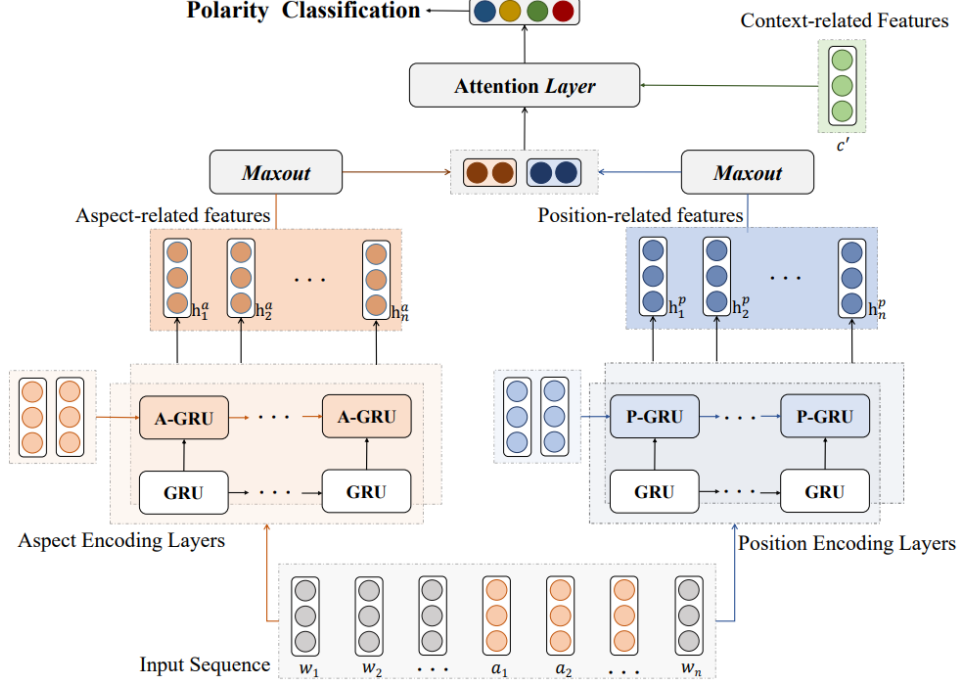 Polarity Classification
Context-related Features
Attention Layer
c′
Maxout
Maxout
Aspect-related features
Position-related features
h₁ᵃ h₂ᵃ . . . hₙᵃ
h₁ᵖ h₂ᵖ . . . hₙᵖ
A-GRU . . . A-GRU
P-GRU . . . P-GRU
GRU . . . GRU
GRU . . . GRU
Aspect Encoding Layers
Position Encoding Layers
Input Sequence
w₁ w₂ . . . a₁ a₂ . . . wₙ